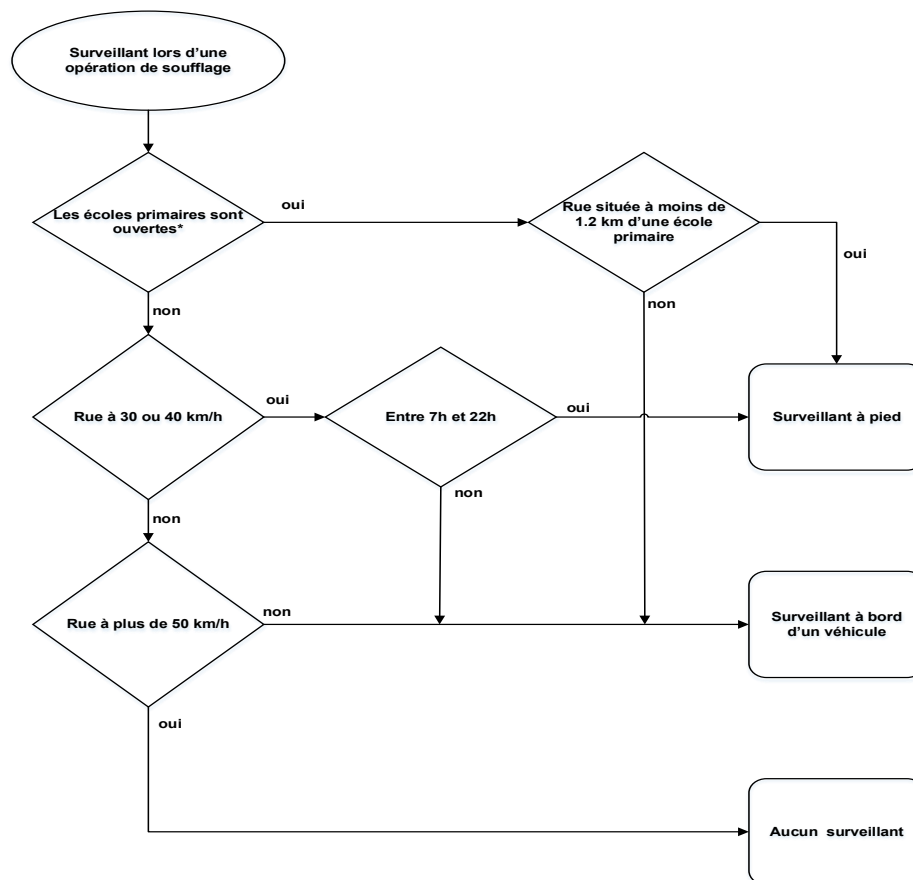 Surveillant lors d'une
opération de soufflage
Les écoles primaires sont
ouvertes*
oui
Rue située à moins de
1.2 km d'une école
primaire
oui
non
non
Rue à 30 ou 40 km/h
oui
Entre 7h et 22h
oui
Surveillant à pied
non
non
Rue à plus de 50 km/h
non
Surveillant à bord
d'un véhicule
oui
Aucun surveillant